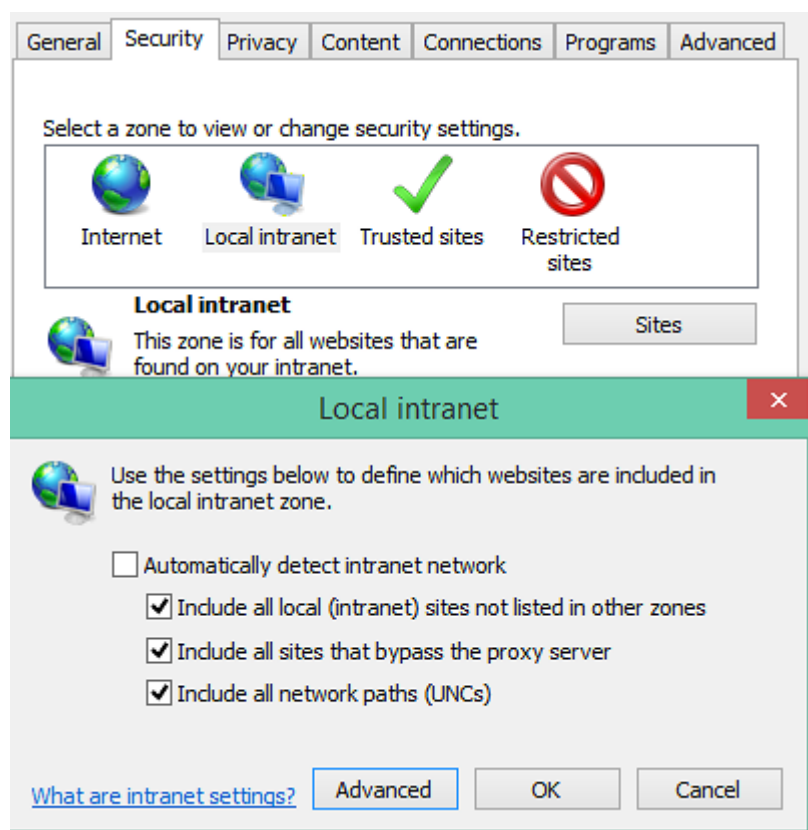 General Security Privacy Content Connections Programs Advanced
Select a zone to view or change security settings.
Internet Local intranet Trusted sites Restricted
sites
Local intranet
Sites
This zone is for all websites that are
found on your intranet.
Local intranet
Use the settings below to define which websites are included in
the local intranet zone.
Automatically detect intranet network
Include all local (intranet) sites not listed in other zones
Include all sites that bypass the proxy server
Include all network paths (UNCs)
What are intranet settings? Advanced OK Cancel